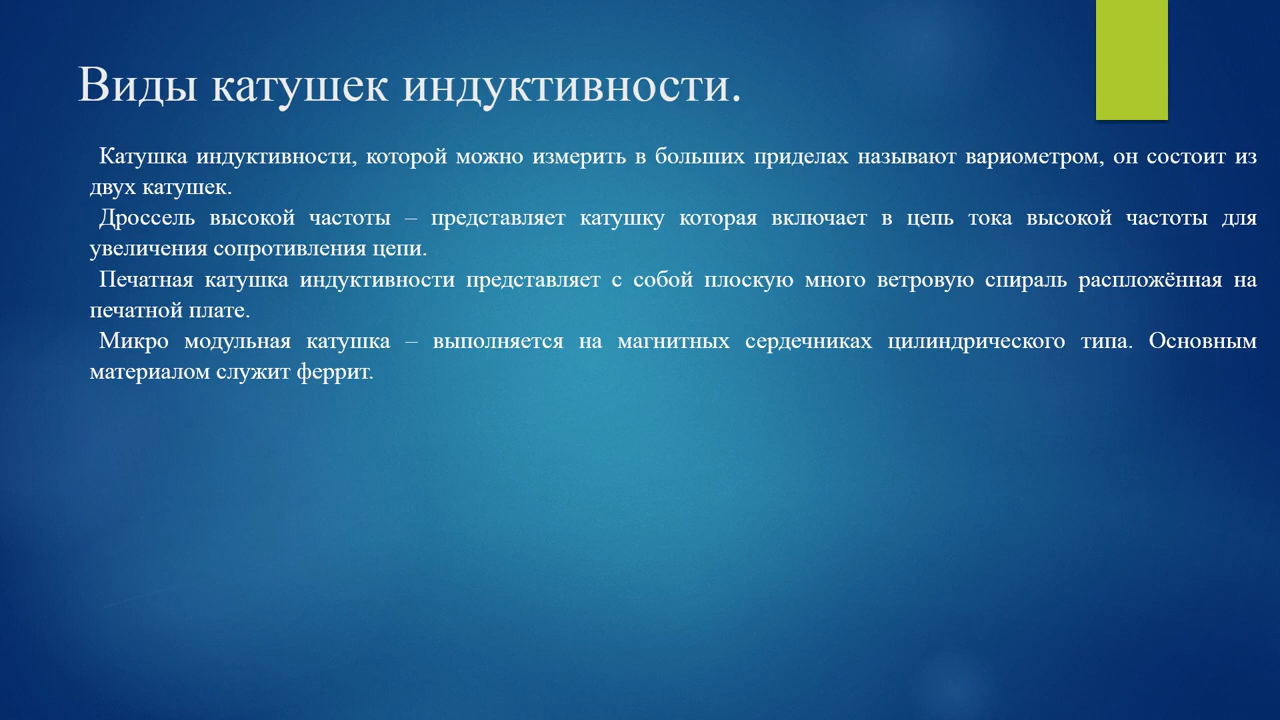 Виды катушек индуктивности.
Катушка индуктивности, которой можно измерить в больших приделах называют вариометром, он состоит из
двух катушек.
Дроссель высокой частоты – представляет катушку которая включает в цепь тока высокой частоты для
увеличения сопротивления цепи.
Печатная катушка индуктивности представляет с собой плоскую много ветровую спираль распложённая на
печатной плате.
Микро модульная катушка – выполняется на магнитных сердечниках цилиндрического типа. Основным
материалом служит феррит.